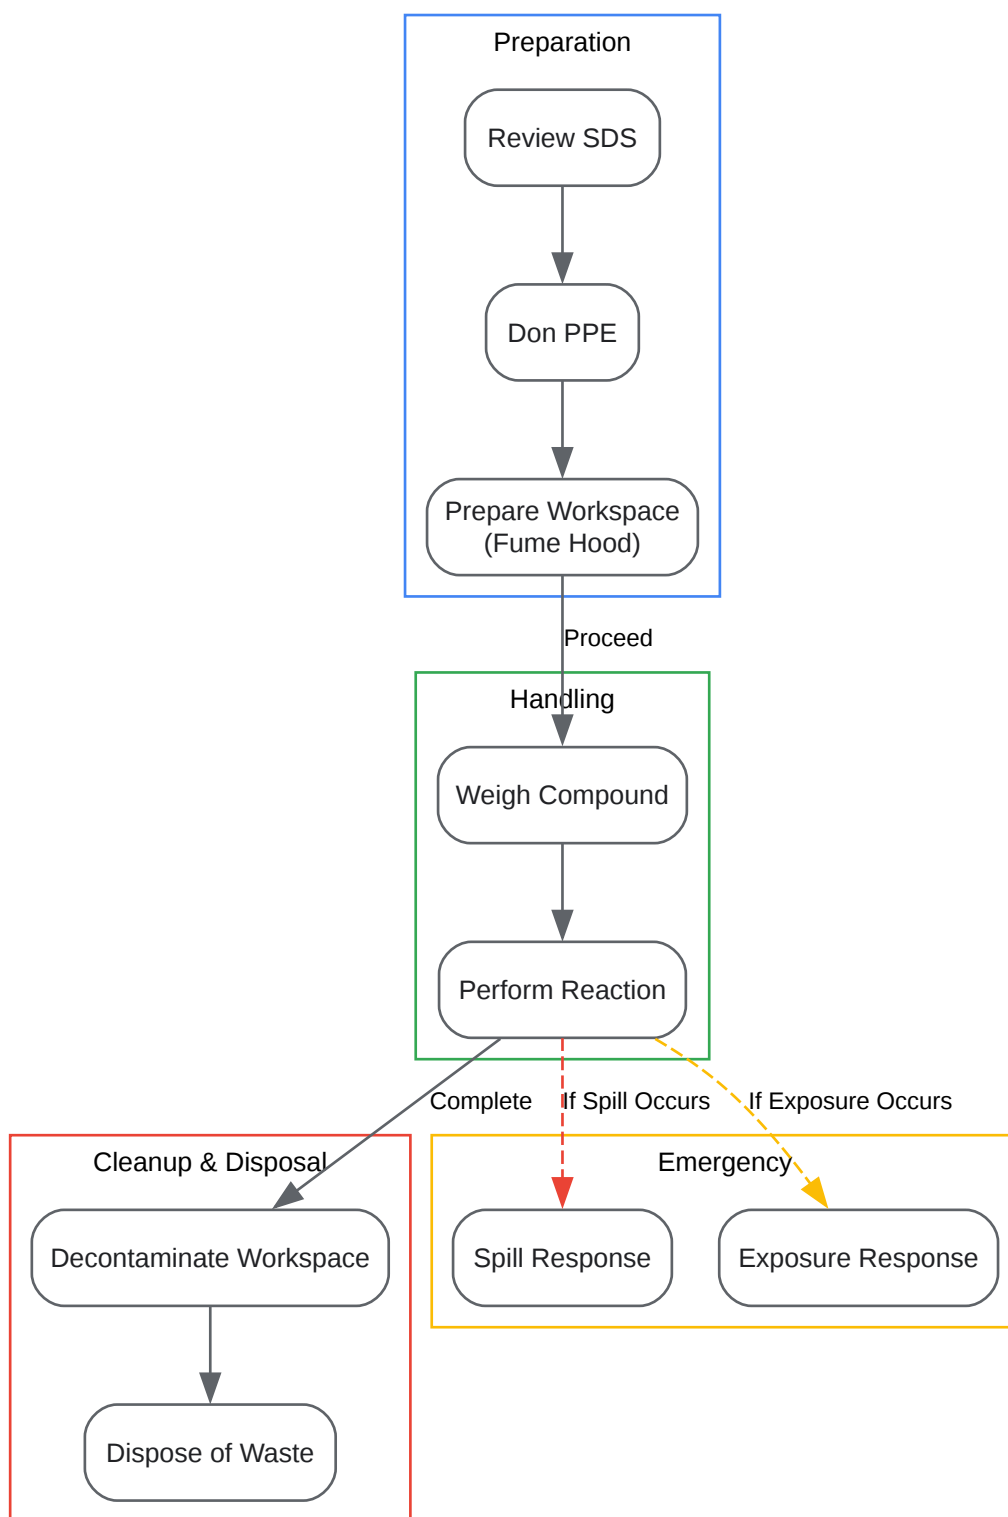 Preparation
Review SDS
Don PPE
Prepare Workspace
(Fume Hood)
Proceed
Handling
Weigh Compound
Perform Reaction
Complete
If Spill Occurs
If Exposure Occurs
Cleanup & Disposal
Emergency
Decontaminate Workspace
Spill Response
Exposure Response
Dispose of Waste